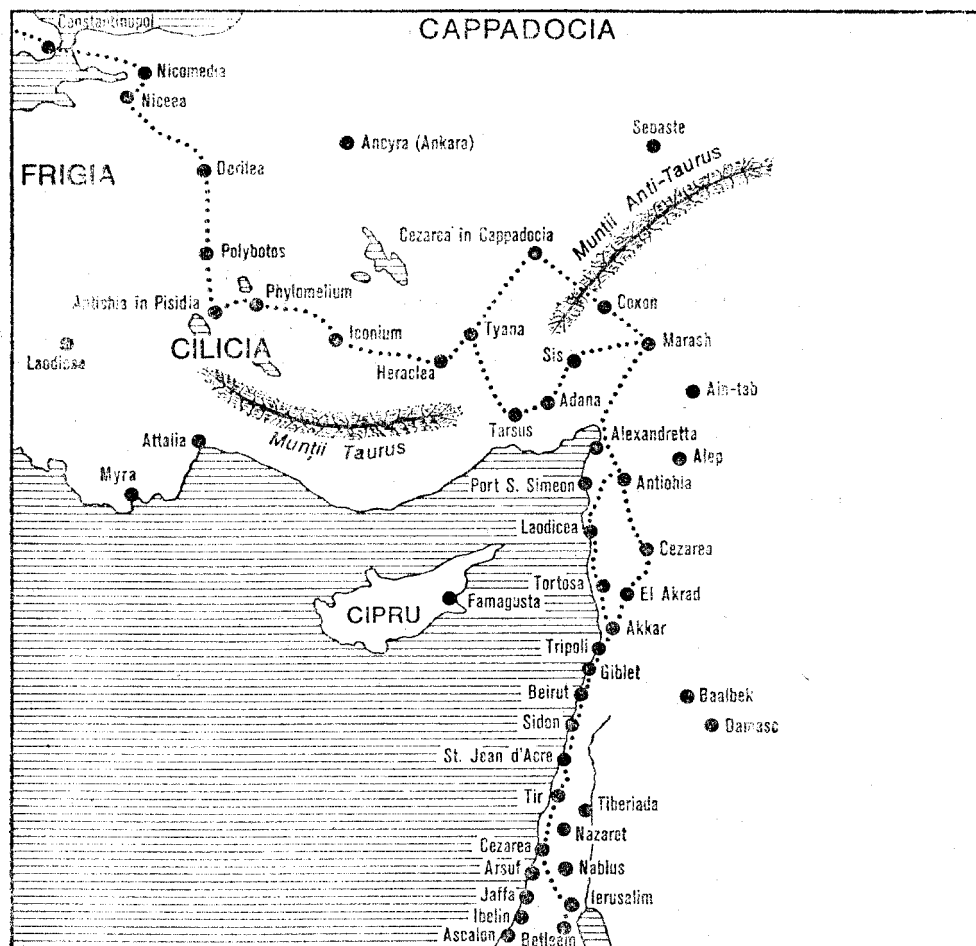 Constantinopol
CAPPADOCIA
Nicomedia
Niceea
Ancyra (Ankara)
Sebaste
FRIGIA
Dorilea
Munții Anti-Taurus
Cezarea in Cappadocia
Polybotos
Antiohia in Pisidia
Phylomelium
Coxon
Iconium
Tyana
Marash
Laodicea
CILICIA
Heraclea
Sis
Adana
Ain-tab
Tarsus
Munții Taurus
Attalia
Alexandretta
Alep
Myra
Port S. Simeon
Antiohia
Laodicea
Cezarea
Tortosa
El Akrad
CIPRU
Famagusta
Akkar
Tripoli
Giblet
Beirut
Baalbek
Sidon
Damasc
St. Jean d'Acre
Tir
Tiberiada
Nazaret
Cezarea
Arsuf
Nablus
Jaffa
Ierusalim
Ibelin
Ascalon
Betleem